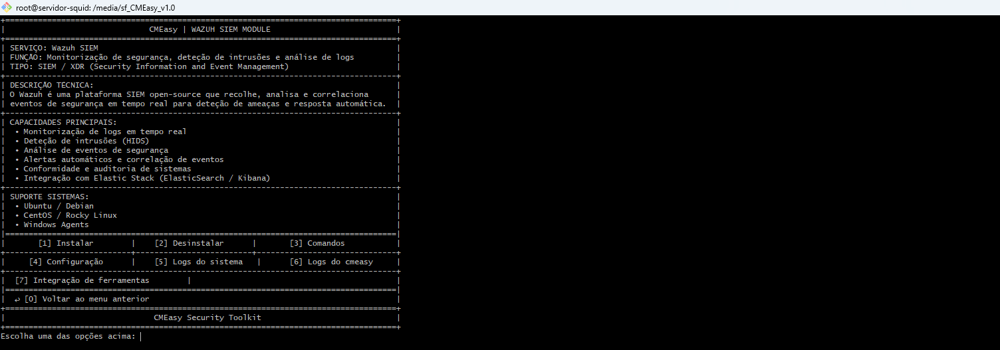 root@servidor-squid: /media/sf_CMEasy_v1.0
CMEasy | WAZUH SIEM MODULE
SERVIÇO: Wazuh SIEM
FUNÇÃO: Monitorização de segurança, deteção de intrusões e análise de logs
TIPO: SIEM / XDR (Security Information and Event Management)
DESCRIÇÃO TÉCNICA:
O Wazuh é uma plataforma SIEM open-source que recolhe, analisa e correlaciona
eventos de segurança em tempo real para deteção de ameaças e resposta automática.
CAPACIDADES PRINCIPAIS:
• Monitorização de logs em tempo real
• Deteção de intrusões (HIDS)
• Análise de eventos de segurança
• Alertas automáticos e correlação de eventos
• Conformidade e auditoria de sistemas
• Integração com Elastic Stack (ElasticSearch / Kibana)
SUPORTE SISTEMAS:
• Ubuntu / Debian
• CentOS / Rocky Linux
• Windows Agents
[1] Instalar | [2] Desinstalar | [3] Comandos
[4] Configuração | [5] Logs do sistema | [6] Logs do cmeasy
[7] Integração de ferramentas |
↩ [0] Voltar ao menu anterior
CMEasy Security Toolkit
Escolha uma das opções acima: